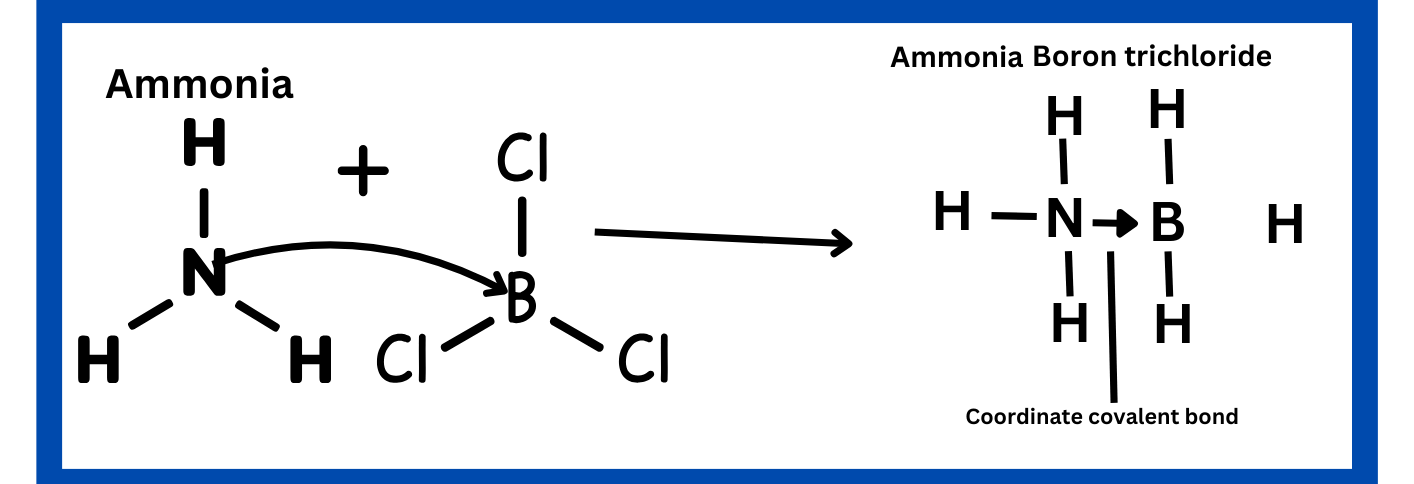 Ammonia Boron trichloride
Ammonia
H H H
+ Cl
H — N → B H
N B
H H
H H Cl Cl
Coordinate covalent bond